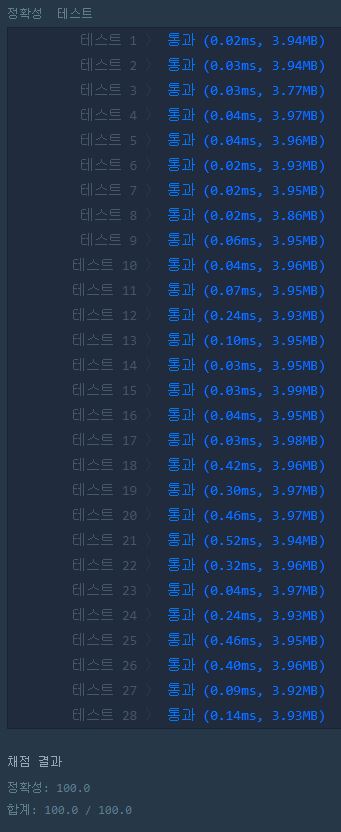 정확성 테스트
테스트 1 〉 통과 (0.02ms, 3.94MB)
테스트 2 〉 통과 (0.03ms, 3.94MB)
테스트 3 〉 통과 (0.03ms, 3.77MB)
테스트 4 〉 통과 (0.04ms, 3.97MB)
테스트 5 〉 통과 (0.04ms, 3.96MB)
테스트 6 〉 통과 (0.02ms, 3.93MB)
테스트 7 〉 통과 (0.02ms, 3.95MB)
테스트 8 〉 통과 (0.02ms, 3.86MB)
테스트 9 〉 통과 (0.06ms, 3.95MB)
테스트 10 〉 통과 (0.04ms, 3.96MB)
테스트 11 〉 통과 (0.07ms, 3.95MB)
테스트 12 〉 통과 (0.24ms, 3.93MB)
테스트 13 〉 통과 (0.10ms, 3.95MB)
테스트 14 〉 통과 (0.03ms, 3.95MB)
테스트 15 〉 통과 (0.03ms, 3.99MB)
테스트 16 〉 통과 (0.04ms, 3.95MB)
테스트 17 〉 통과 (0.03ms, 3.98MB)
테스트 18 〉 통과 (0.42ms, 3.96MB)
테스트 19 〉 통과 (0.30ms, 3.97MB)
테스트 20 〉 통과 (0.46ms, 3.97MB)
테스트 21 〉 통과 (0.52ms, 3.94MB)
테스트 22 〉 통과 (0.32ms, 3.96MB)
테스트 23 〉 통과 (0.04ms, 3.97MB)
테스트 24 〉 통과 (0.24ms, 3.93MB)
테스트 25 〉 통과 (0.46ms, 3.95MB)
테스트 26 〉 통과 (0.40ms, 3.96MB)
테스트 27 〉 통과 (0.09ms, 3.92MB)
테스트 28 〉 통과 (0.14ms, 3.93MB)
채점 결과
정확성: 100.0
합계: 100.0 / 100.0